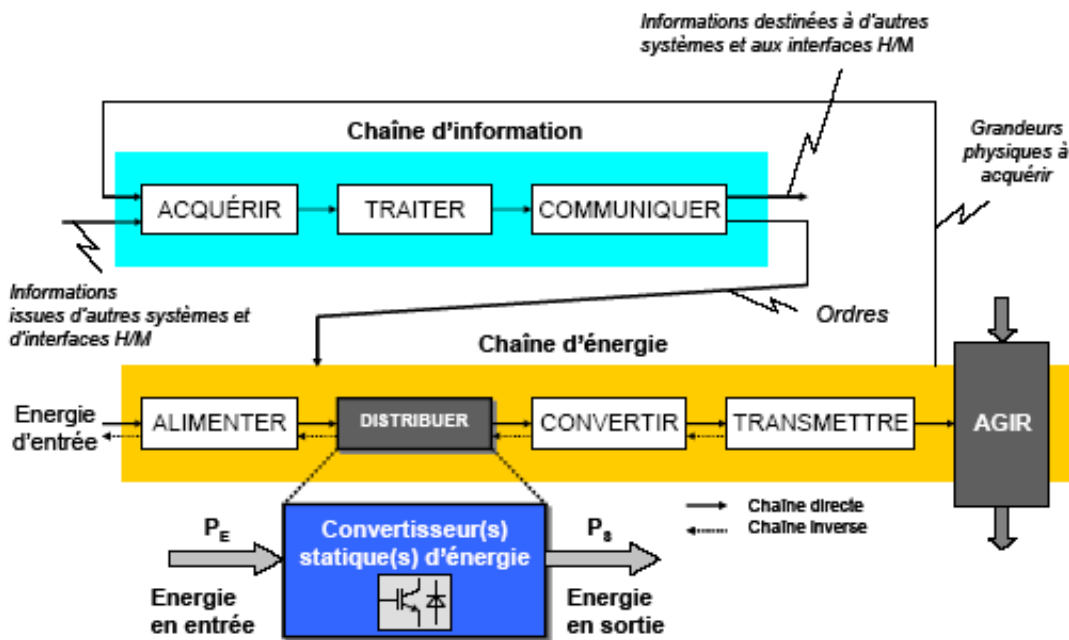 Informations destinées à d'autres
systèmes et aux interfaces H/M
Chaîne d'information
Grandeurs
physiques à
acquérir
ACQUÉRIR
TRAITER
COMMUNIQUER
Informations
issues d'autres systèmes et
d'interfaces H/M
Ordres
Chaîne d'énergie
Energie
d'entrée
ALIMENTER
DISTRIBUER
CONVERTIR
TRANSMETTRE
AGIR
Chaîne directe
Chaîne Inverse
PE
Convertisseur(s)
statique(s) d'énergie
Ps
Energie
en entrée
Energie
en sortie